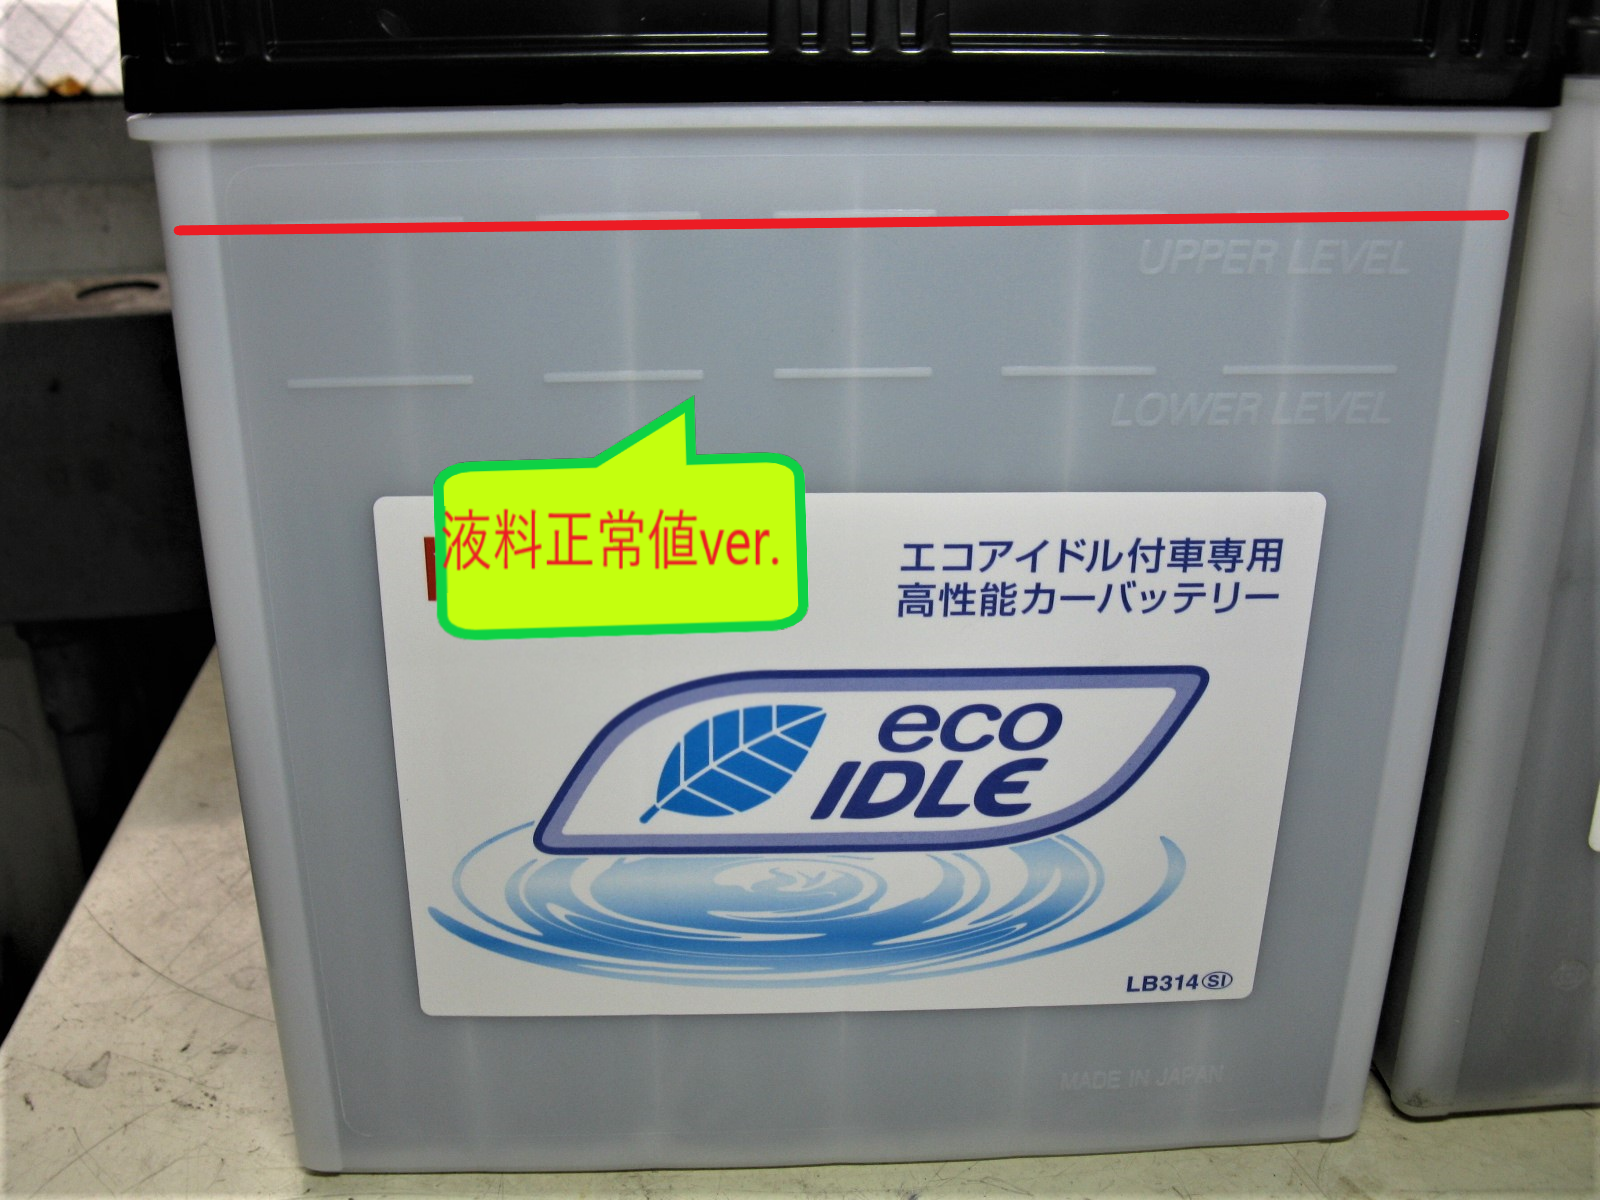 UPPER LEVEL
LOWER LEVEL
液料正常値ver.
エコアイドル付車専用
高性能カーバッテリー
eco
IDLE
LB314 SI
MADE IN JAPAN